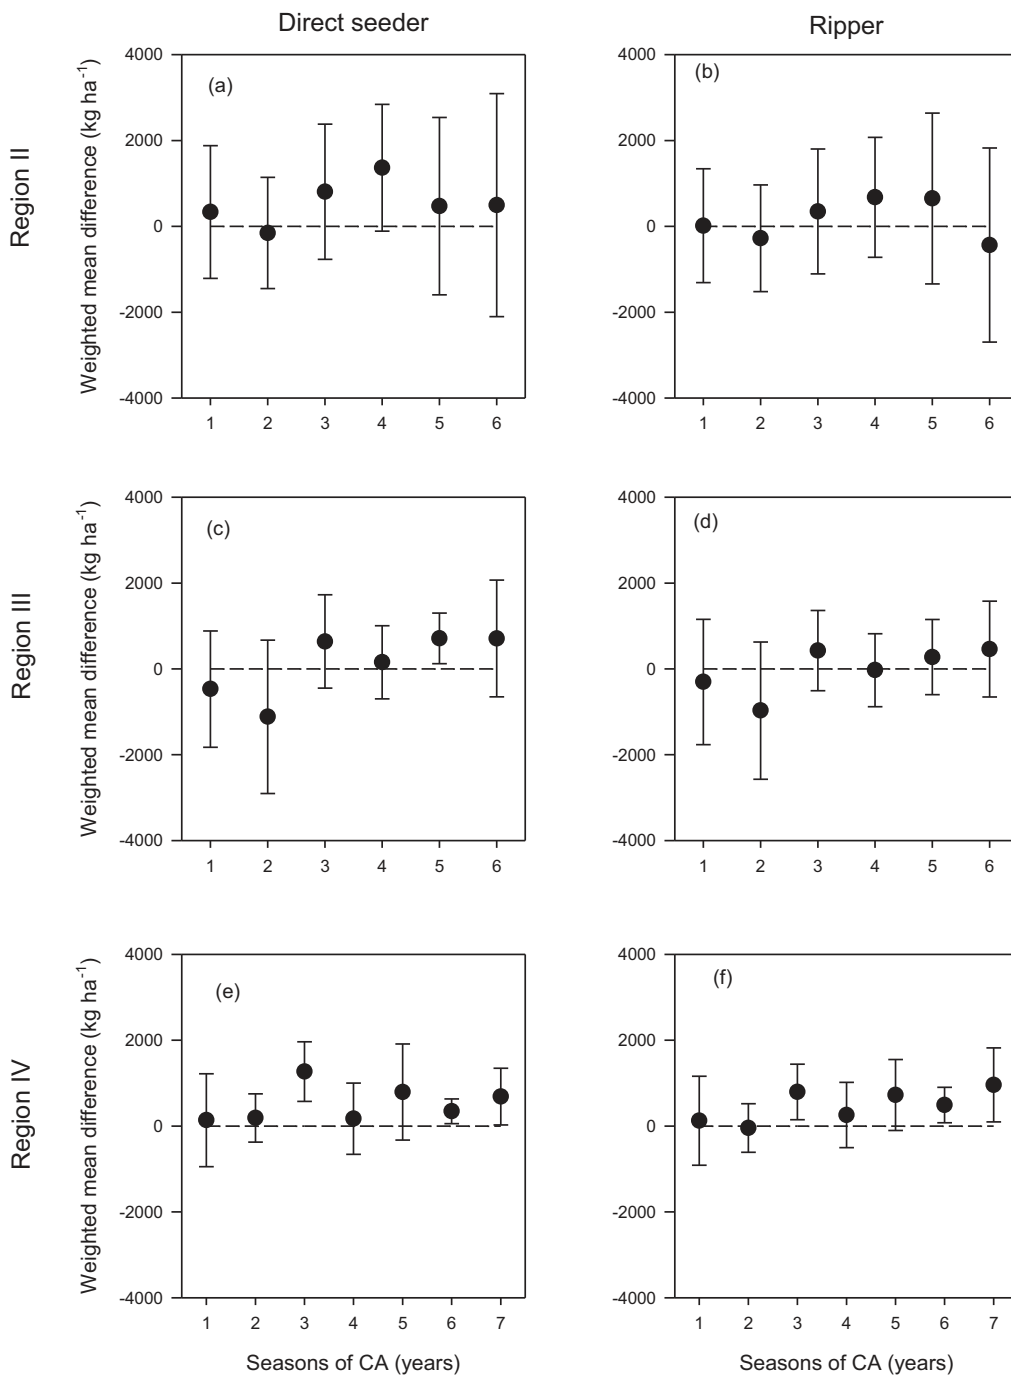 Direct seeder
Ripper
Region II
Weighted mean difference (kg ha⁻¹)
4000
2000
0
-2000
-4000
(a)
1 2 3 4 5 6
4000
2000
0
-2000
-4000
(b)
1 2 3 4 5 6
Region III
Weighted mean difference (kg ha⁻¹)
4000
2000
0
-2000
-4000
(c)
1 2 3 4 5 6
4000
2000
0
-2000
-4000
(d)
1 2 3 4 5 6
Region IV
Weighted mean difference (kg ha⁻¹)
4000
2000
0
-2000
-4000
(e)
1 2 3 4 5 6 7
Seasons of CA (years)
4000
2000
0
-2000
-4000
(f)
1 2 3 4 5 6 7
Seasons of CA (years)